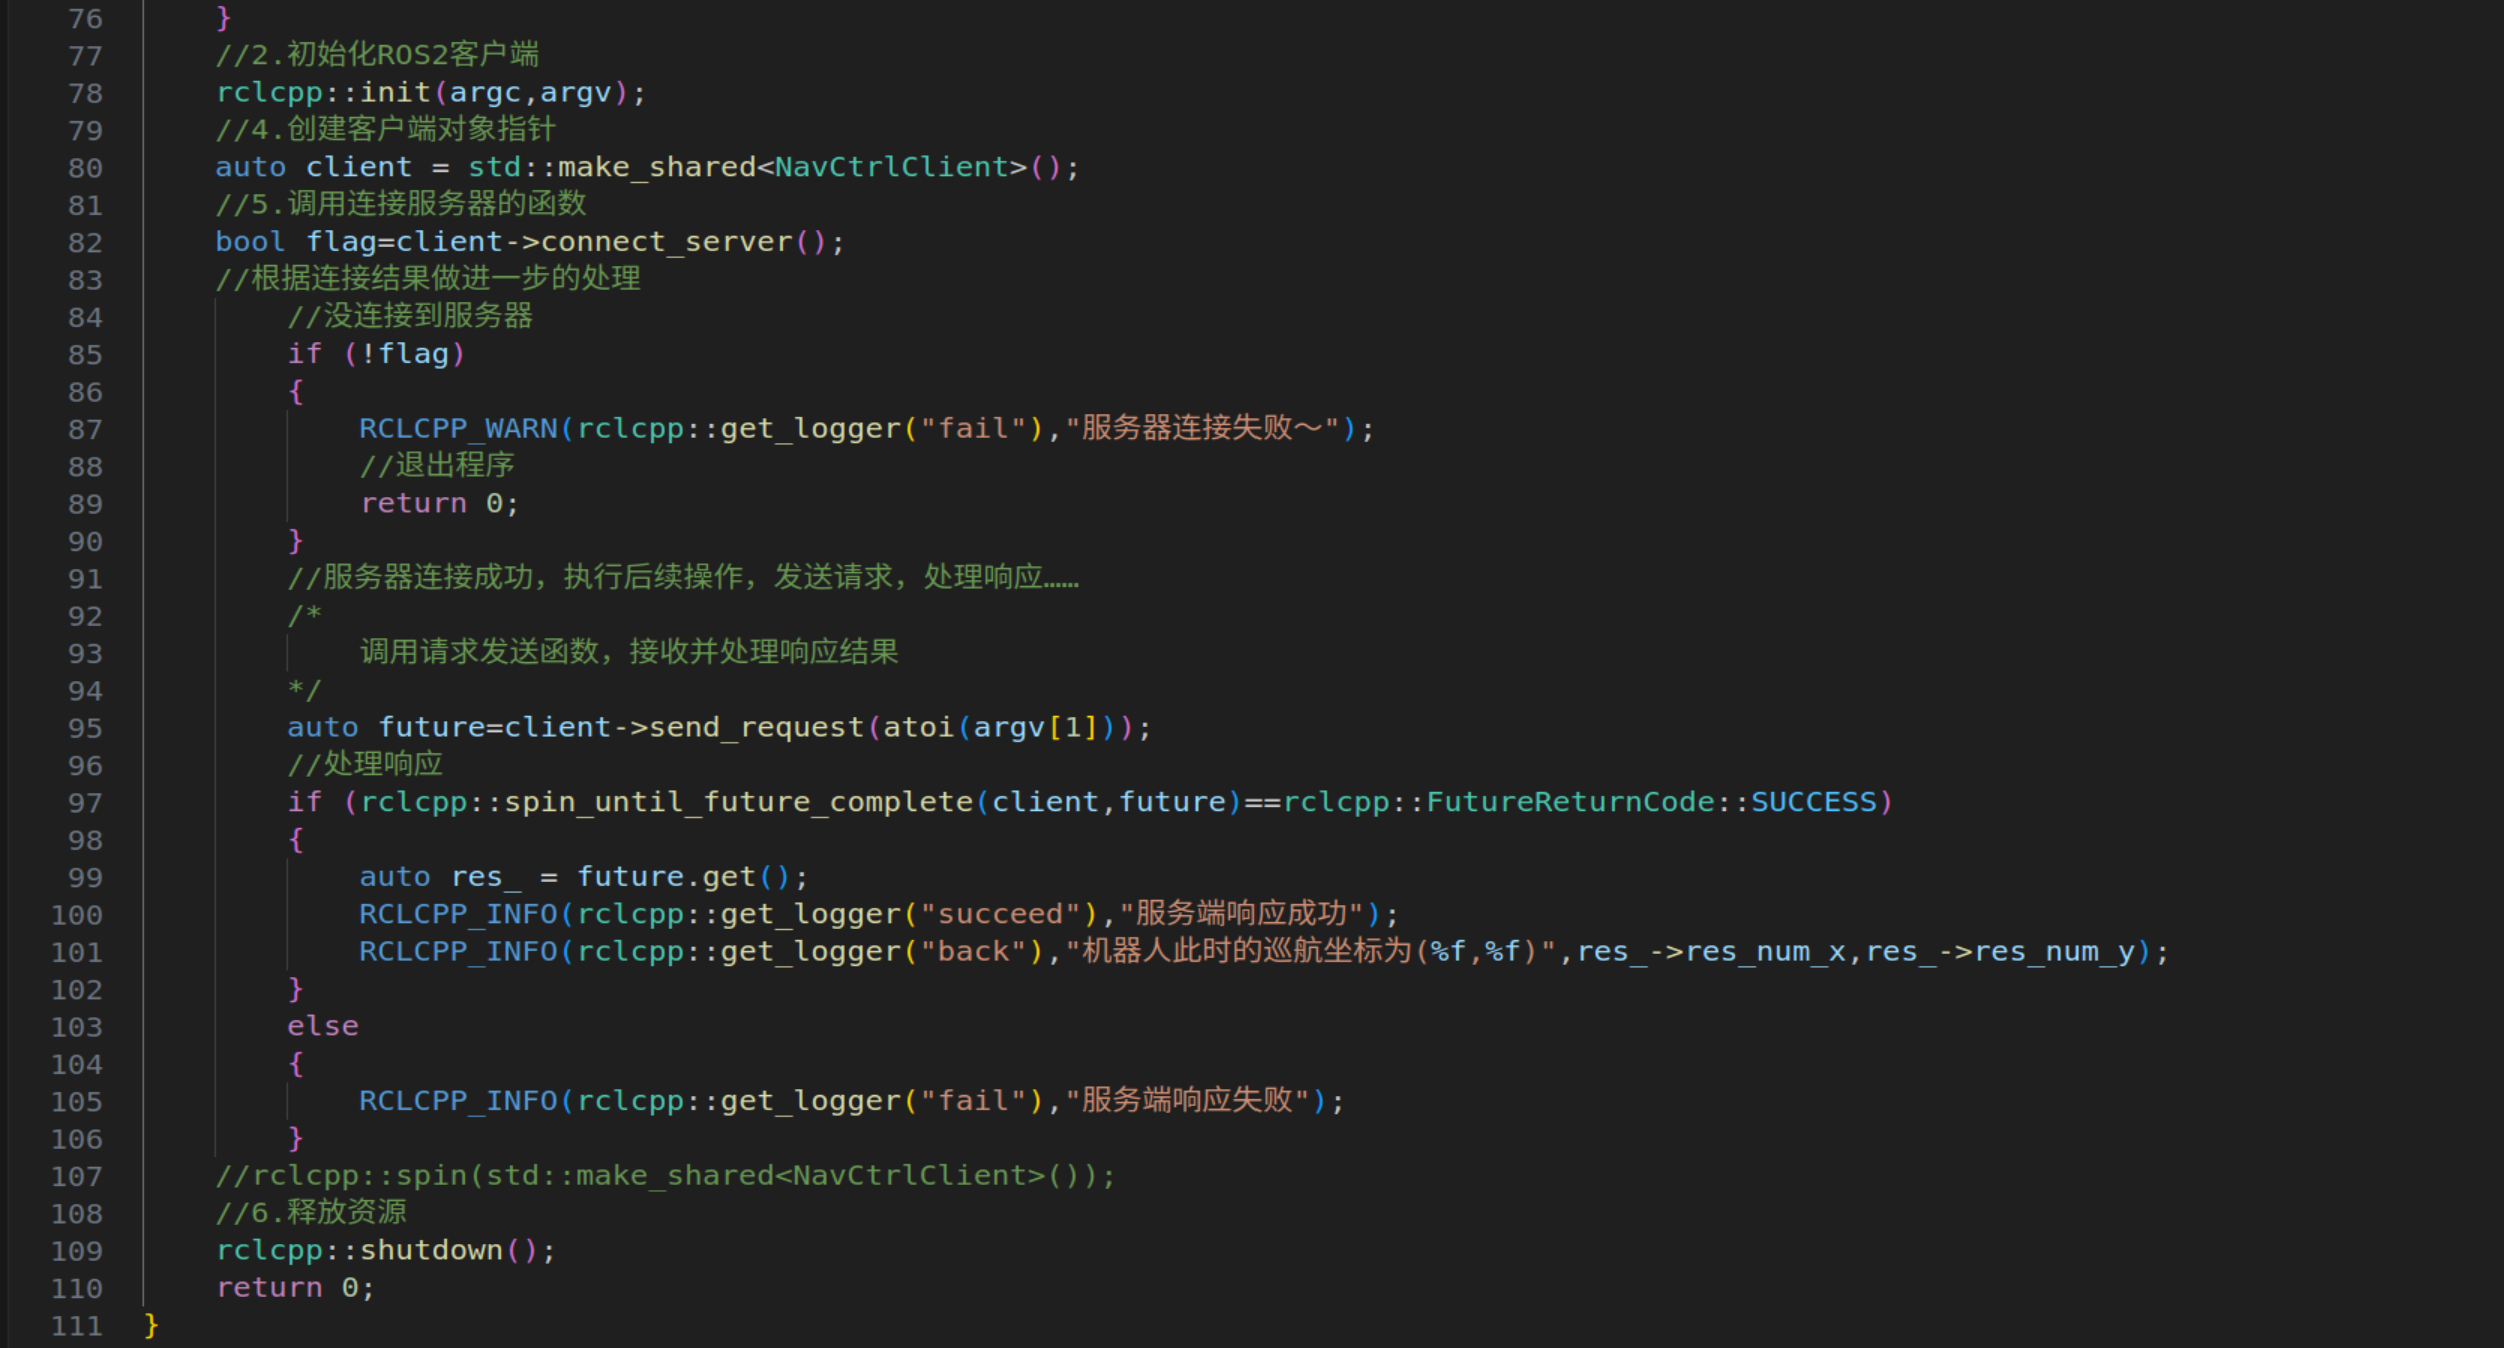 76 }
77 //2.初始化ROS2客户端
78 rclcpp::init(argc,argv);
79 //4.创建客户端对象指针
80 auto client = std::make_shared<NavCtrlClient>();
81 //5.调用连接服务器的函数
82 bool flag=client->connect_server();
83 //根据连接结果做进一步的处理
84 //没连接到服务器
85 if (!flag)
86 {
87 RCLCPP_WARN(rclcpp::get_logger("fail"),"服务器连接失败～");
88 //退出程序
89 return 0;
90 }
91 //服务器连接成功，执行后续操作，发送请求，处理响应……
92 /*
93 调用请求发送函数，接收并处理响应结果
94 */
95 auto future=client->send_request(atoi(argv[1]));
96 //处理响应
97 if (rclcpp::spin_until_future_complete(client,future)==rclcpp::FutureReturnCode::SUCCESS)
98 {
99 auto res_ = future.get();
100 RCLCPP_INFO(rclcpp::get_logger("succeed"),"服务端响应成功");
101 RCLCPP_INFO(rclcpp::get_logger("back"),"机器人此时的巡航坐标为(%f,%f)",res_->res_num_x,res_->res_num_y);
102 }
103 else
104 {
105 RCLCPP_INFO(rclcpp::get_logger("fail"),"服务端响应失败");
106 }
107 //rclcpp::spin(std::make_shared<NavCtrlClient>());
108 //6.释放资源
109 rclcpp::shutdown();
110 return 0;
111 }